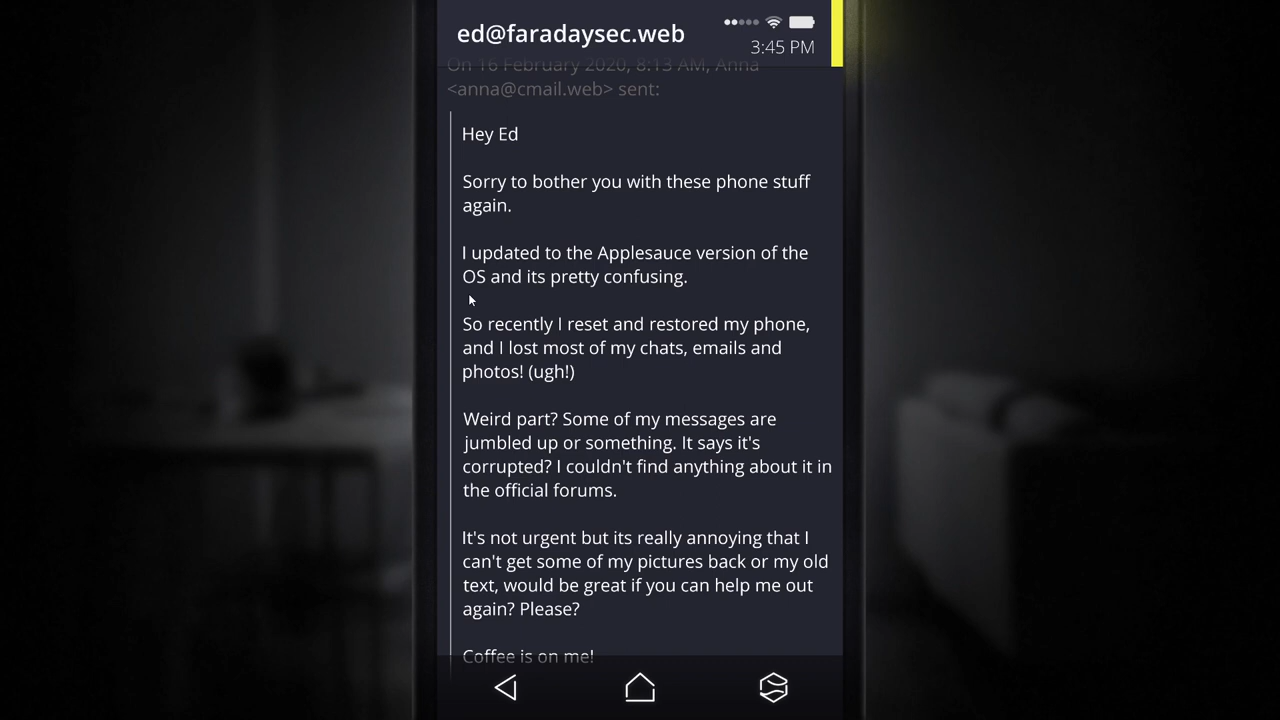 ed@faradaysec.web
3:45 PM
On 16 February 2020, 8:13 AM, Anna
<anna@cmail.web> sent:
Hey Ed
Sorry to bother you with these phone stuff
again.
I updated to the Applesauce version of the
OS and its pretty confusing.
So recently I reset and restored my phone,
and I lost most of my chats, emails and
photos! (ugh!)
Weird part? Some of my messages are
jumbled up or something. It says it's
corrupted? I couldn't find anything about it in
the official forums.
It's not urgent but its really annoying that I
can't get some of my pictures back or my old
text, would be great if you can help me out
again? Please?
Coffee is on me!